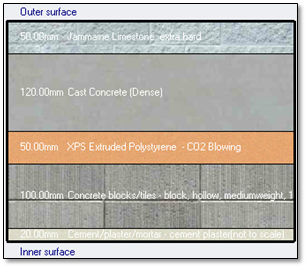 Outer surface
50.00mm Jammaine Limestone, extra hard
120.00mm Cast Concrete (Dense)
50.00mm XPS Extruded Polystyrene - CO2 Blowing
100.00mm Concrete blocks/tiles - block, hollow, mediumweight, 1
20.00mm Cement/plaster/mortar - cement plaster(not to scale)
Inner surface